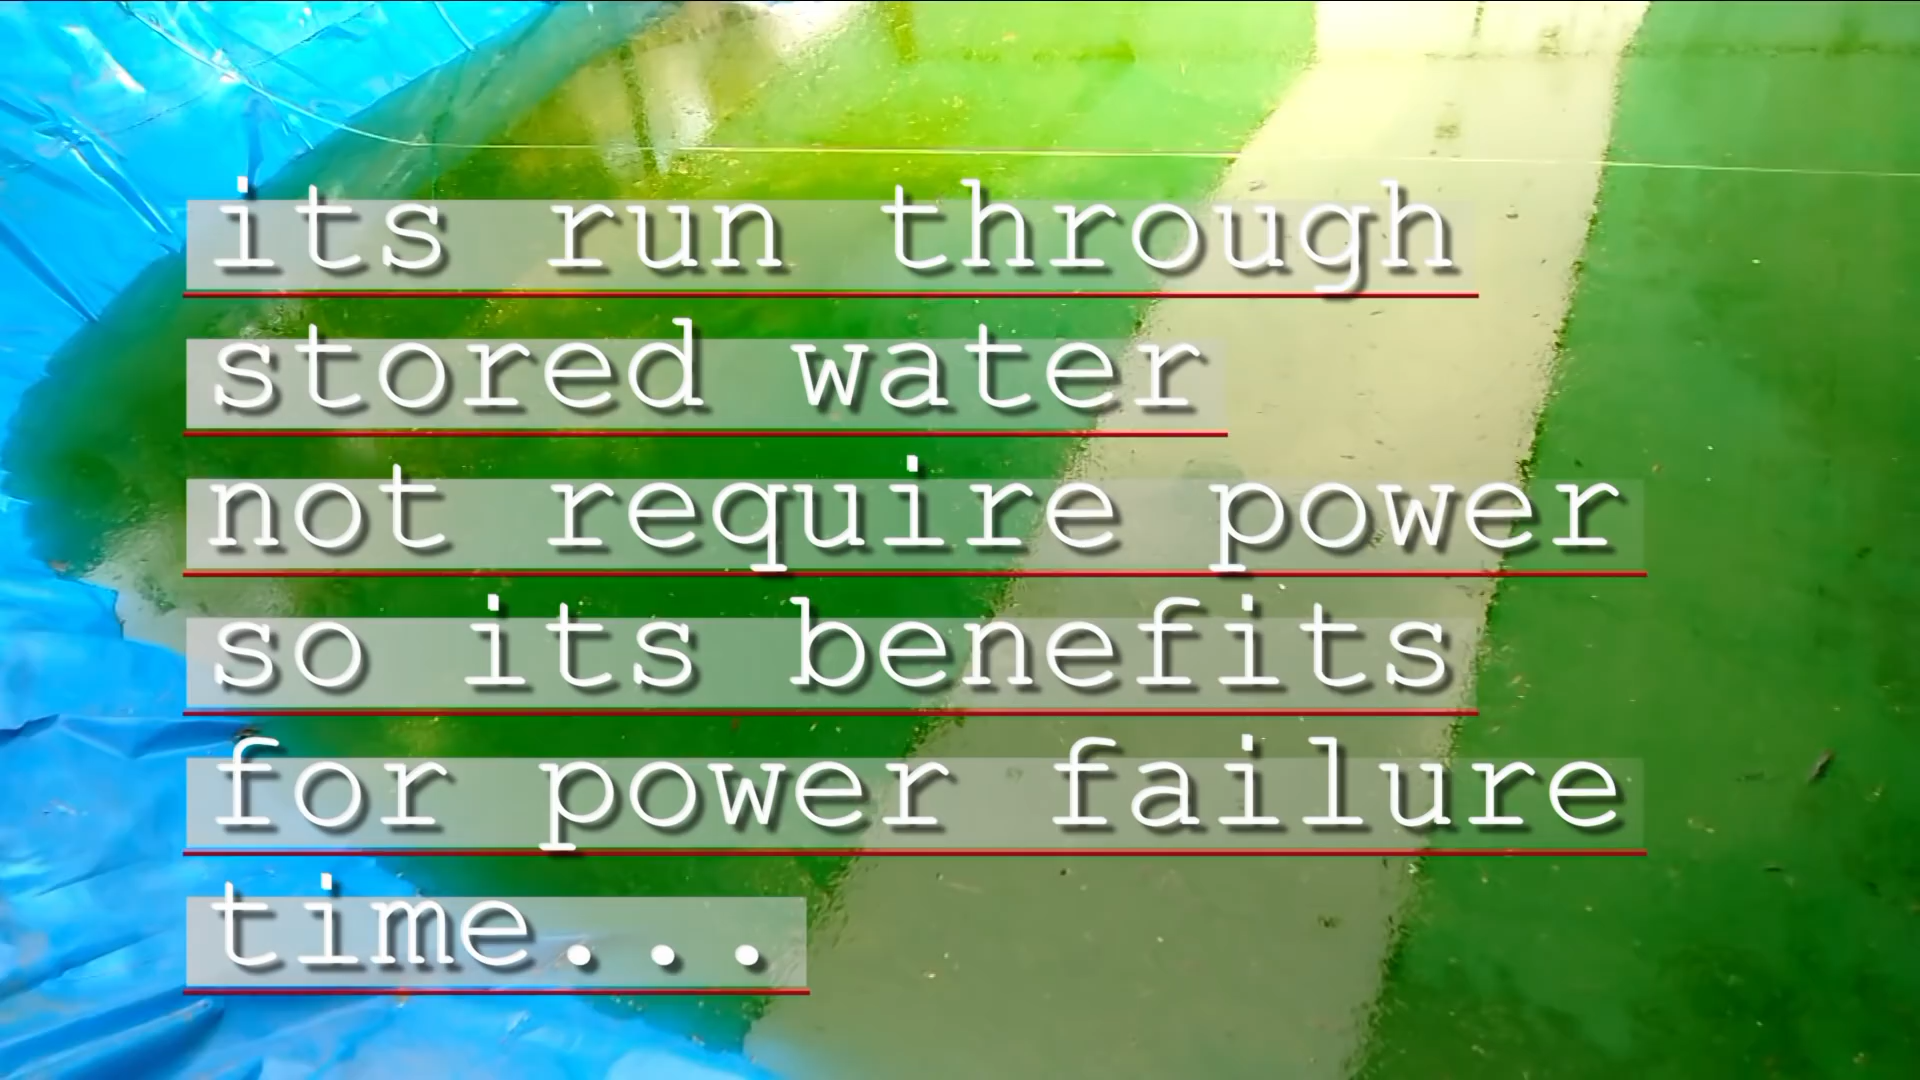 its run through
stored water
not require power
so its benefits
for power failure
time...